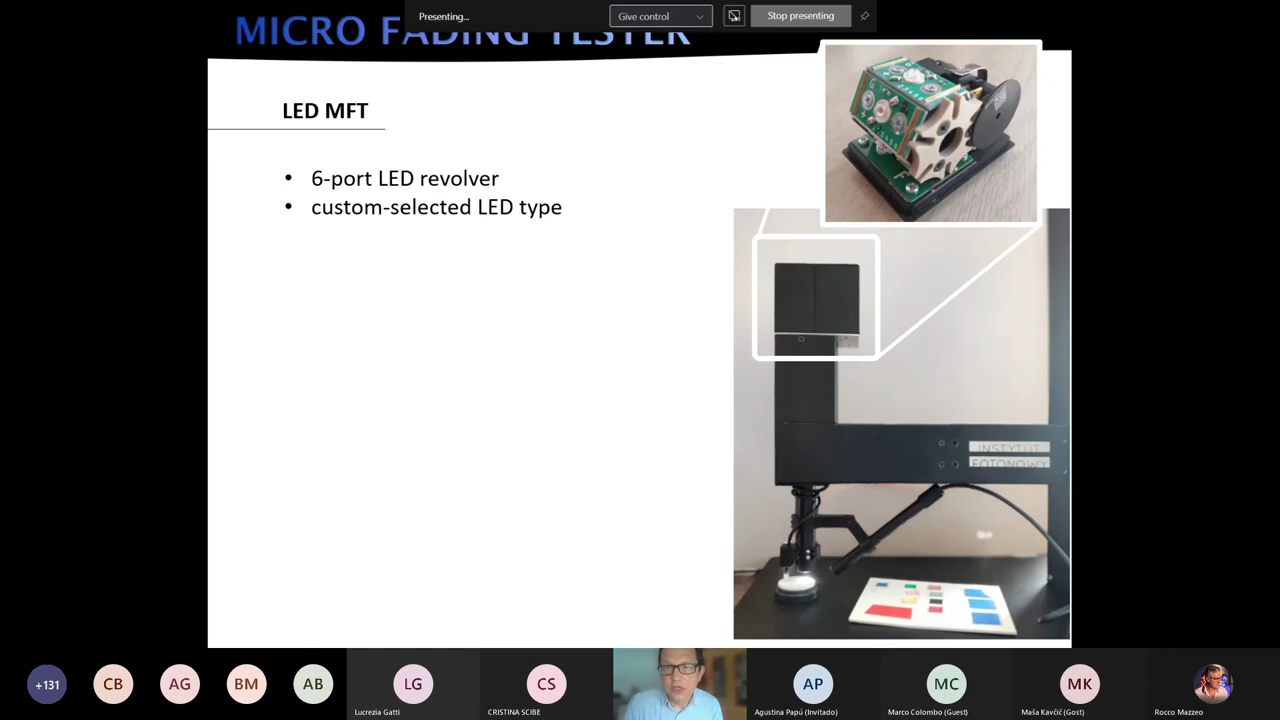 Presenting...
Give control
Stop presenting
MICRO FADING TESTER
LED MFT
• 6-port LED revolver
• custom-selected LED type
F
INSTYTUT
FOTONOWY
+131
CB
AG
BM
AB
LG
Lucrezia Gatti
CS
CRISTINA SCIBE
AP
Agustina Papú (Invitado)
MC
Marco Colombo (Guest)
MK
Maša Kavčič (Gost)
Rocco Mazzeo